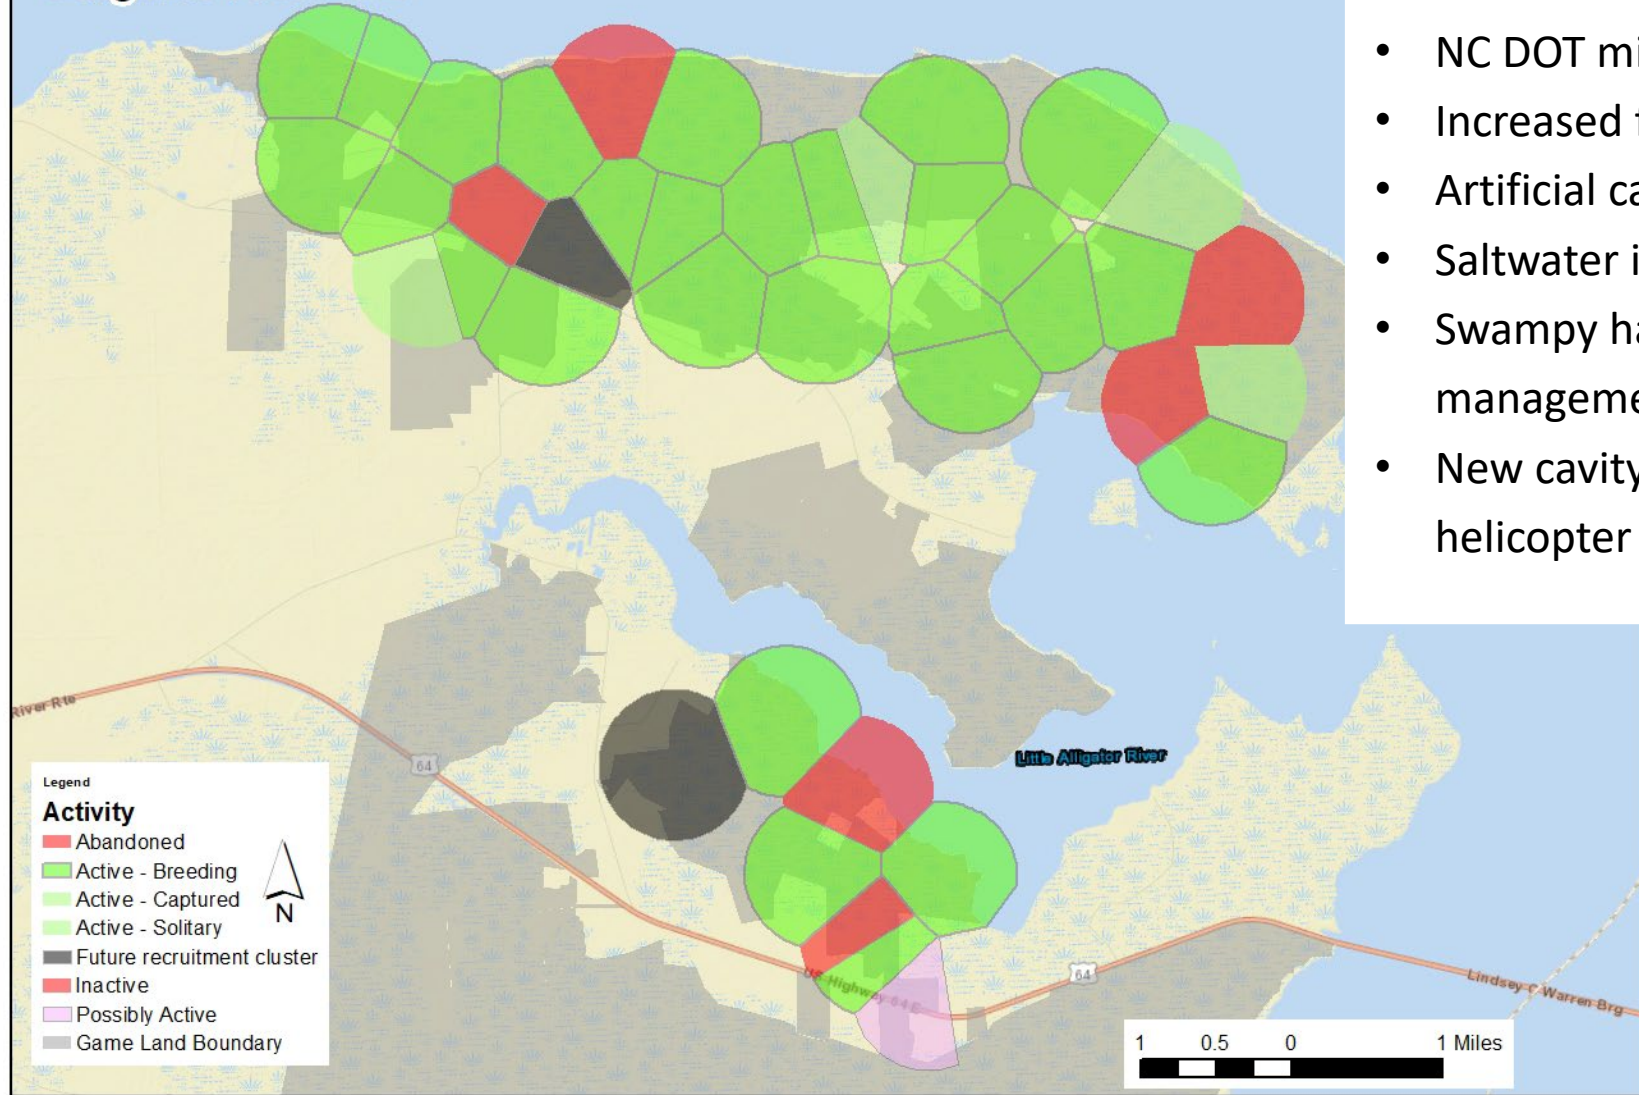 • NC DOT mi
• Increased
• Artificial ca
• Saltwater i
• Swampy ha
manageme
• New cavity
helicopter
River Rte
64
Little Alligator River
Legend
Activity
Abandoned
Active - Breeding
Active - Captured
Active - Solitary
Future recruitment cluster
Inactive
Possibly Active
Game Land Boundary
N
US Highway 64 E
64
Lindsey C Warren Brg
1 0.5 0 1 Miles